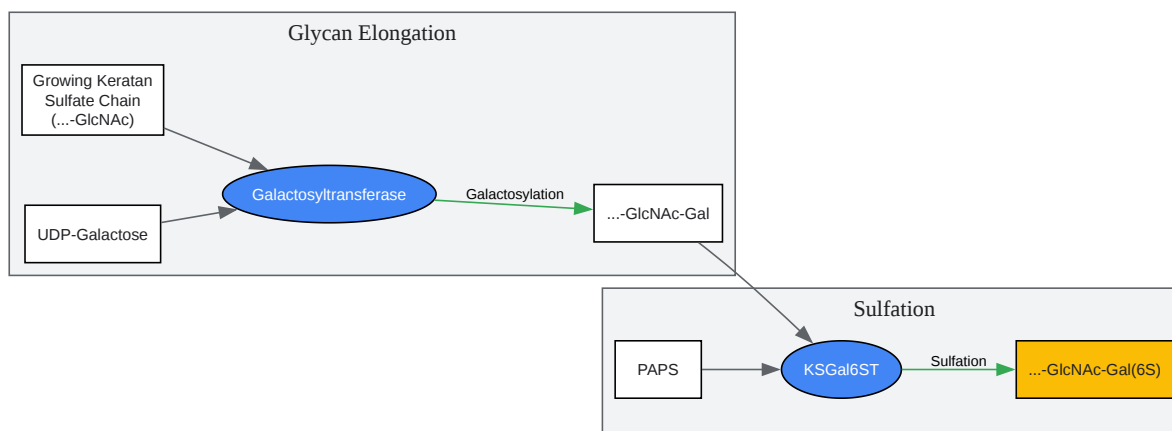 Glycan Elongation
Growing Keratan
Sulfate Chain
(...-GlcNAc)
Galactosyltransferase
Galactosylation
...-GlcNAc-Gal
UDP-Galactose
Sulfation
PAPS
KSGal6ST
Sulfation
...-GlcNAc-Gal(6S)